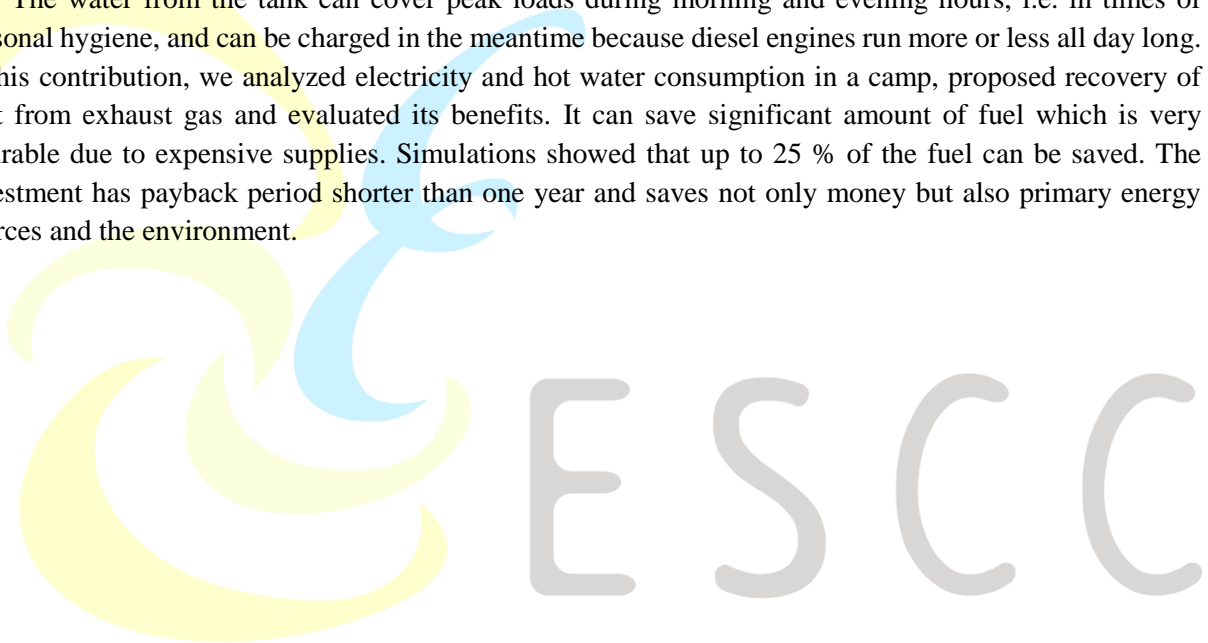 The water from the tank can cover peak loads during morning and evening hours, i.e. in times of
sonal hygiene, and can be charged in the meantime because diesel engines run more or less all day long.
his contribution, we analyzed electricity and hot water consumption in a camp, proposed recovery of
t from exhaust gas and evaluated its benefits. It can save significant amount of fuel which is very
rable due to expensive supplies. Simulations showed that up to 25 % of the fuel can be saved. The
estment has payback period shorter than one year and saves not only money but also primary energy
rces and the environment.
ESCC